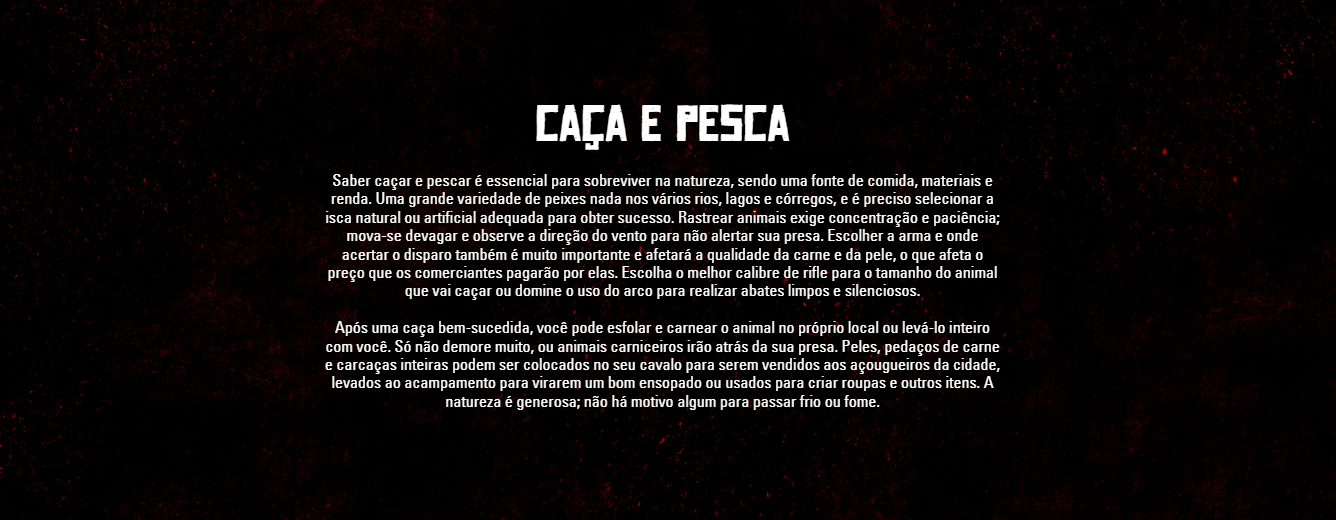 CAÇA E PESCA
Saber caçar e pescar é essencial para sobreviver na natureza, sendo uma fonte de comida, materiais e
renda. Uma grande variedade de peixes nada nos vários rios, lagos e córregos, e é preciso selecionar a
isca natural ou artificial adequada para obter sucesso. Rastrear animais exige concentração e paciência;
mova-se devagar e observe a direção do vento para não alertar sua presa. Escolher a arma e onde
acertar o disparo também é muito importante e afetará a qualidade da carne e da pele, o que afeta o
preço que os comerciantes pagarão por elas. Escolha o melhor calibre de rifle para o tamanho do animal
que vai caçar ou domine o uso do arco para realizar abates limpos e silenciosos.
Após uma caça bem-sucedida, você pode esfolar e carnear o animal no próprio local ou levá-lo inteiro
com você. Só não demore muito, ou animais carniceiros irão atrás da sua presa. Peles, pedaços de carne
e carcaças inteiras podem ser colocados no seu cavalo para serem vendidos aos açougueiros da cidade,
levados ao acampamento para virarem um bom ensopado ou usados para criar roupas e outros itens. A
natureza é generosa; não há motivo algum para passar frio ou fome.